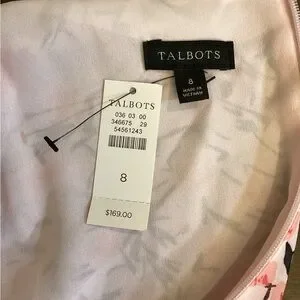 TALBOTS
8
MADE IN
VIETNAM
TALBOTS
036 03 00
346675 29
54561243
8
$169.00